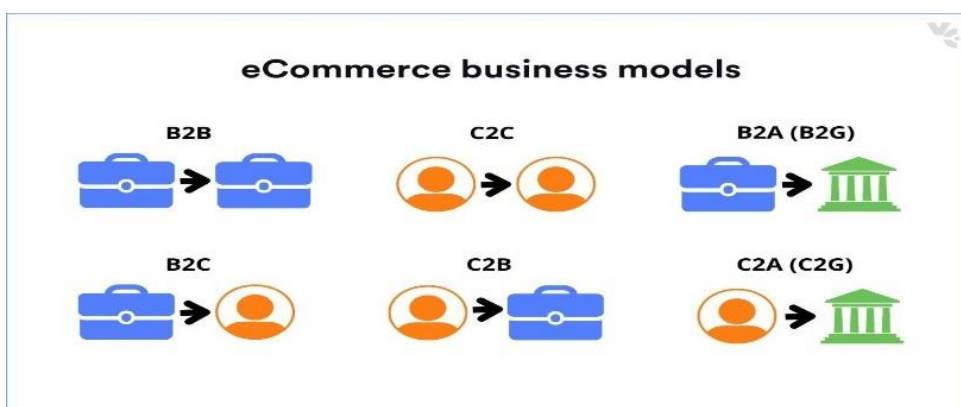 eCommerce business models
B2B
C2C
B2A (B2G)
B2C
C2B
C2A (C2G)